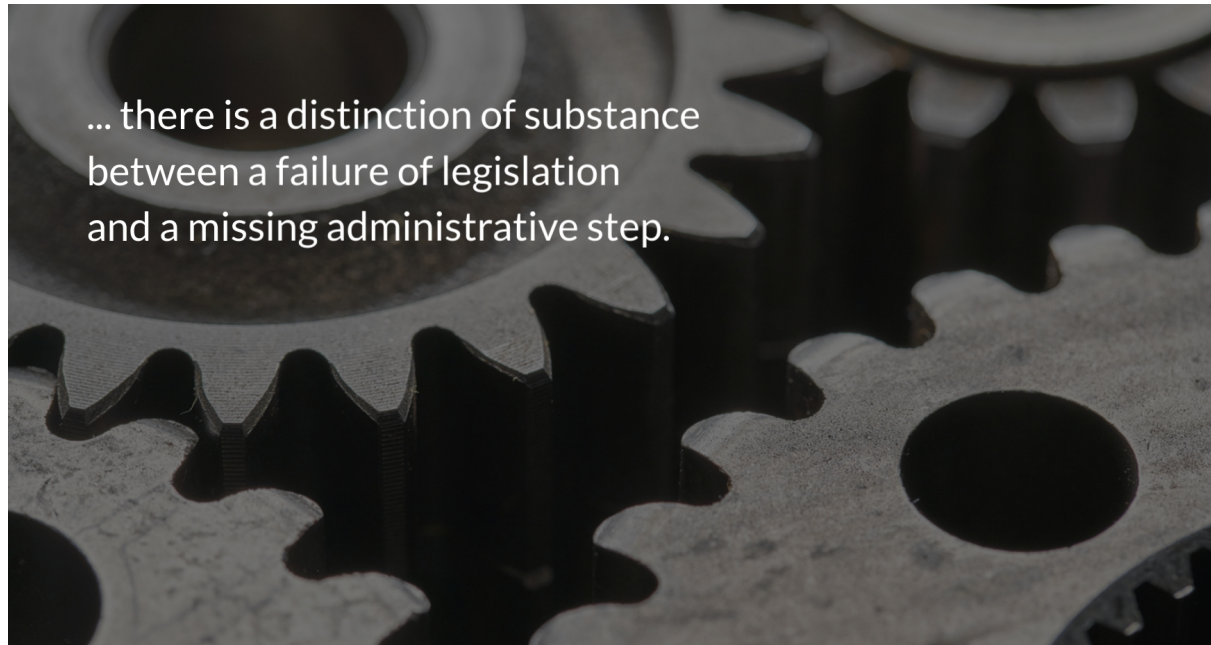 ... there is a distinction of substance
between a failure of legislation
and a missing administrative step.